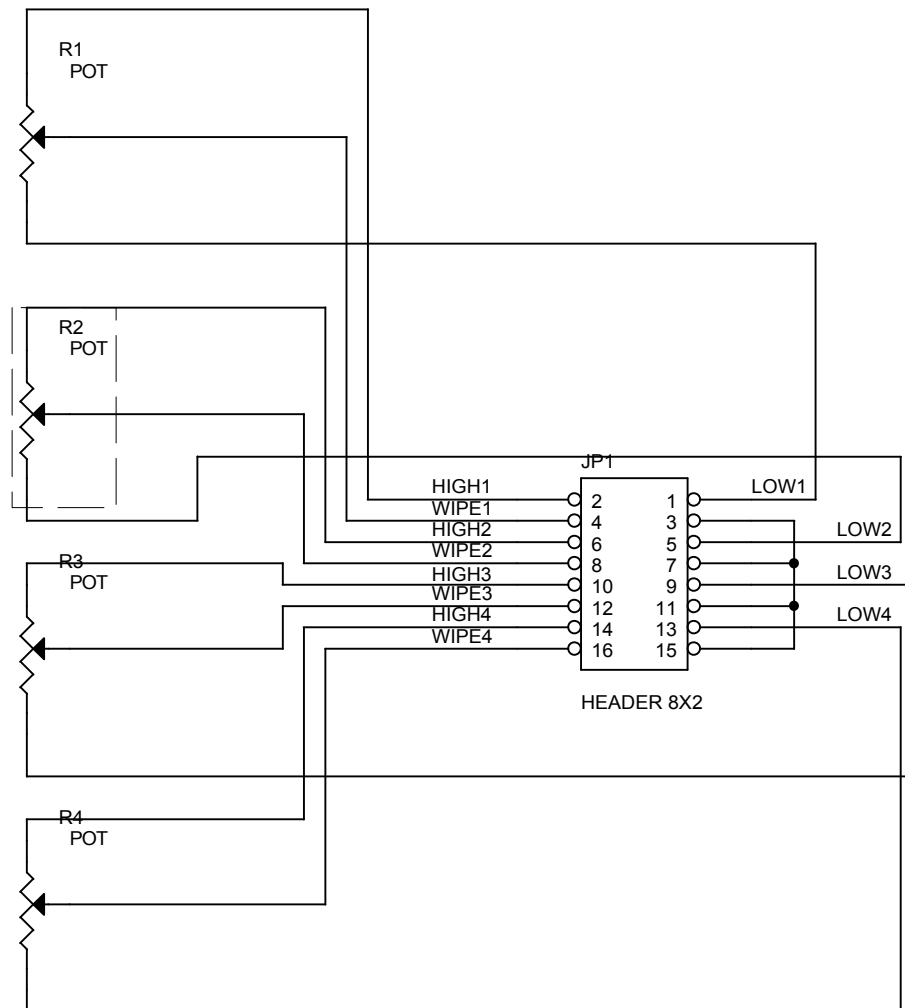 R1
POT
R2
POT
JP1
HIGH1
LOW1
WIPE1
HIGH2
LOW2
WIPE2
HIGH3
LOW3
WIPE3
HIGH4
LOW4
WIPE4
2 1
4 3
6 5
8 7
10 9
12 11
14 13
16 15
HEADER 8X2
R3
POT
R4
POT